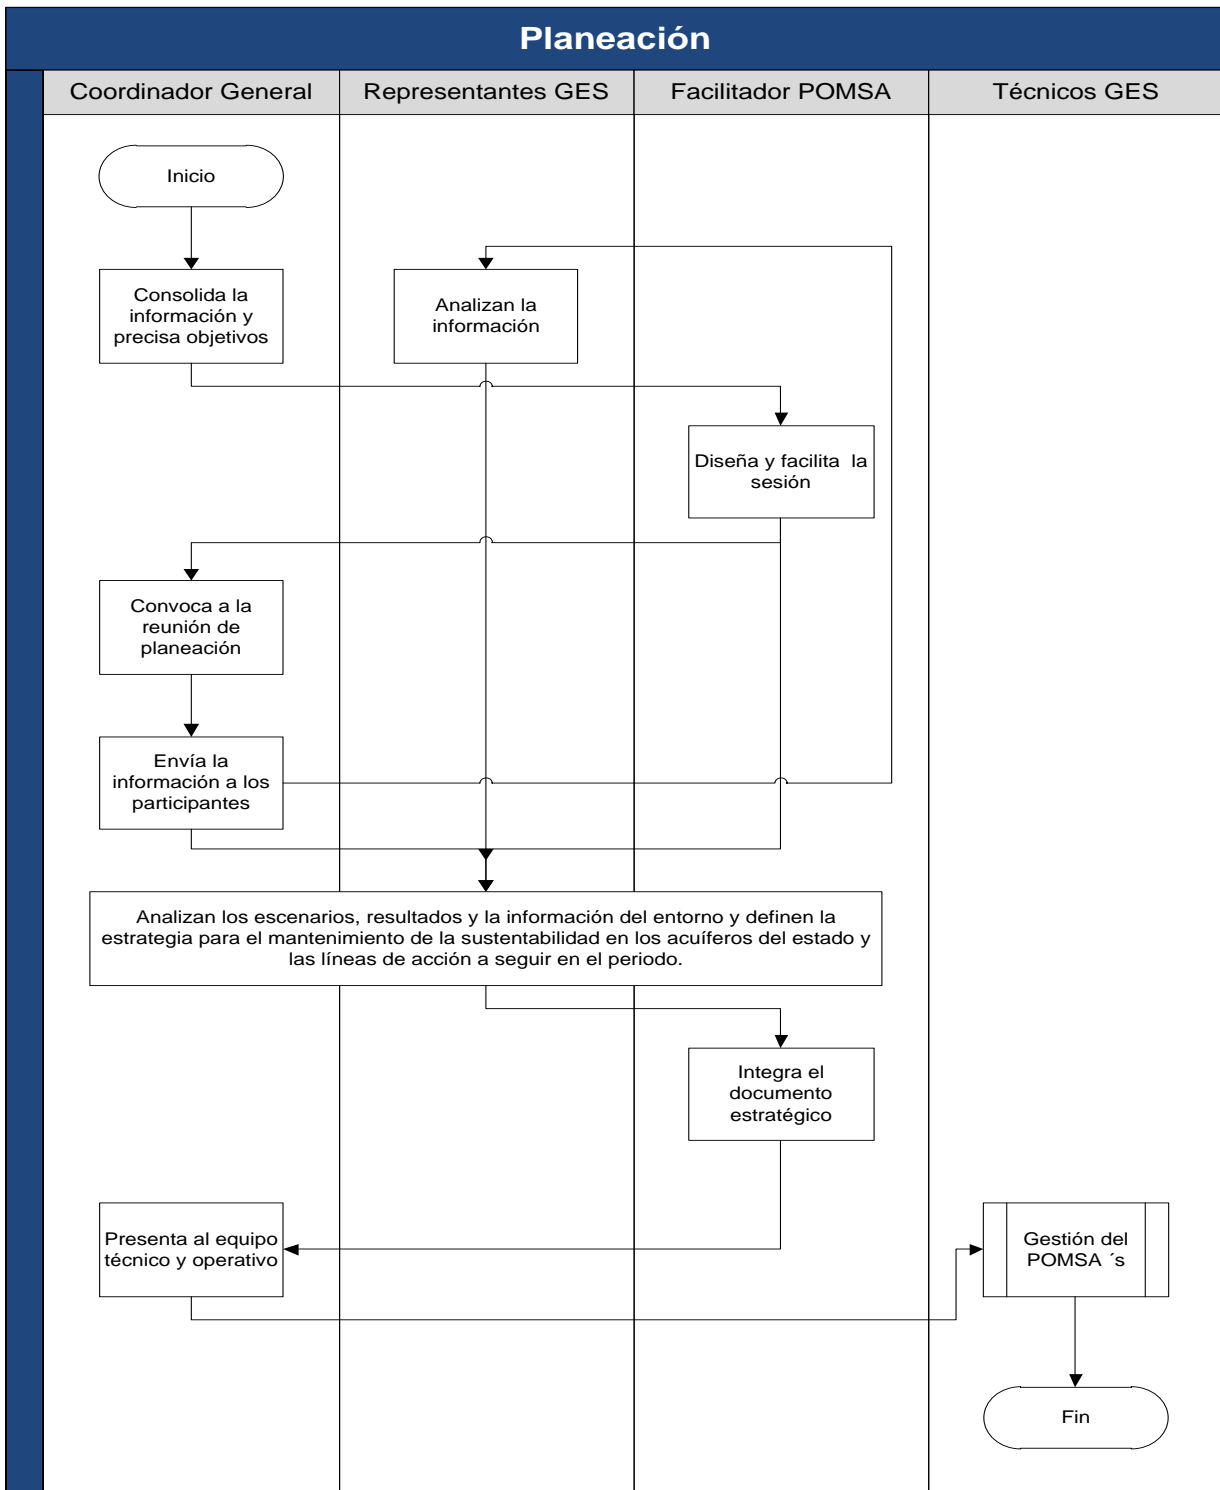 Planeación
Coordinador General
Representantes GES
Facilitador POMSA
Técnicos GES
Inicio
Consolida la
información y
precisa objetivos
Analizan la
información
Diseña y facilita  la
sesión
Convoca a la
reunión de
planeación
Envía la
información a los
participantes
Analizan los escenarios, resultados y la información del entorno y definen la
estrategia para el mantenimiento de la sustentabilidad en los acuíferos del estado y
las líneas de acción a seguir en el periodo.
Integra el
documento
estratégico
Presenta al equipo
técnico y operativo
Gestión del
POMSA ´s
Fin